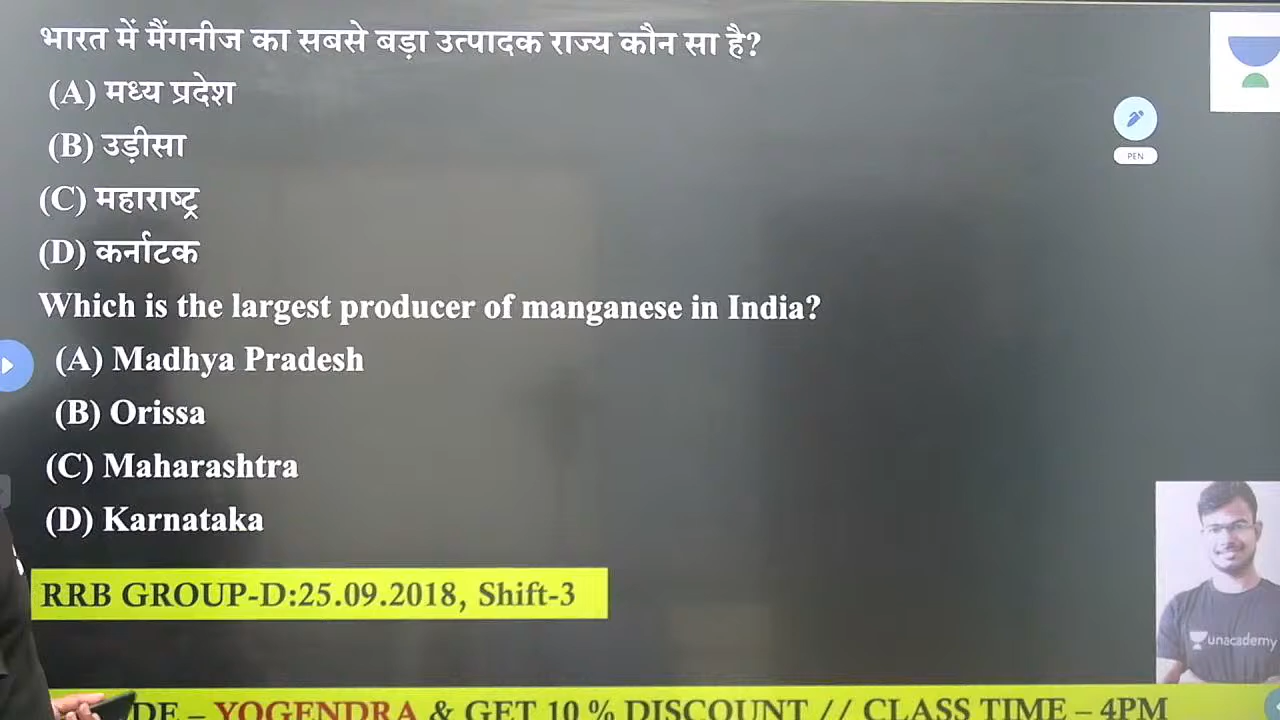 भारत में मैंगनीज का सबसे बड़ा उत्पादक राज्य कौन सा है?
(A) मध्य प्रदेश
(B) उड़ीसा
(C) महाराष्ट्र
(D) कर्नाटक
Which is the largest producer of manganese in India?
(A) Madhya Pradesh
(B) Orissa
(C) Maharashtra
(D) Karnataka
PEN
RRB GROUP-D:25.09.2018, Shift-3
unacademy
DE – YOGENDRA & GET 10 % DISCOUNT // CLASS TIME – 4PM